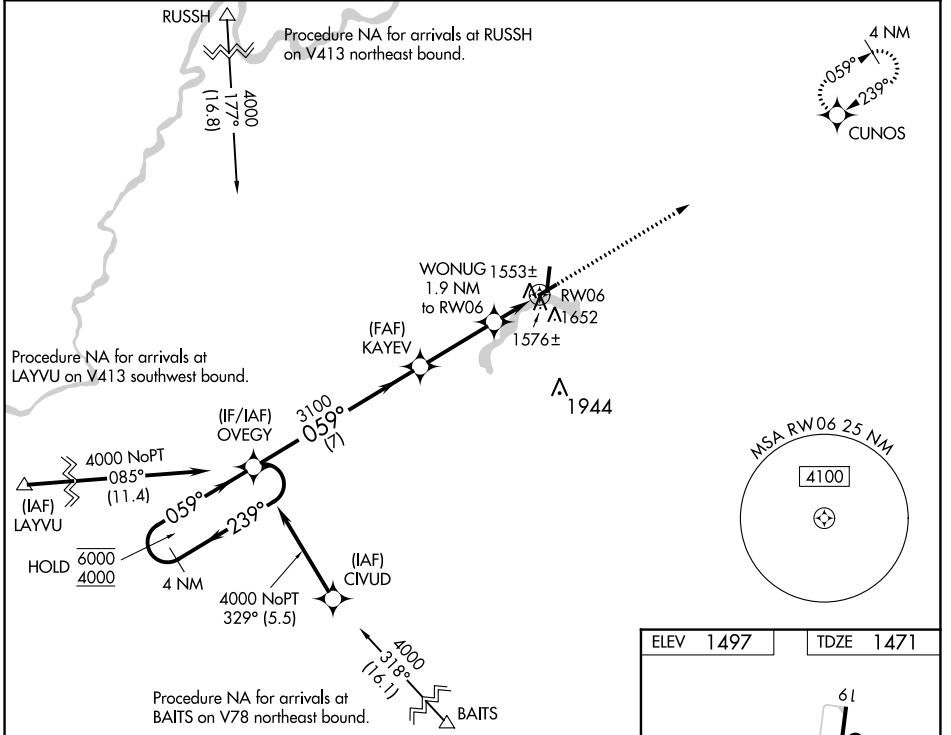 RUSSH
Procedure NA for arrivals at RUSSH
on V413 northeast bound.
4000
177°
(16.8)
4 NM
059°
239°
CUNOS
WONUG
1.9 NM
to RW06
1553±
RW06
1652
1576±
(FAF)
KAYEV
1944
Procedure NA for arrivals at
LAYVU on V413 southwest bound.
(IF/IAF)
OVEGY
3100
059°
(7)
MSA RW06 25 NM
4100
4000 NoPT
085°
(11.4)
(IAF)
LAYVU
059°
239°
HOLD
6000
4000
4 NM
(IAF)
CIVUD
4000 NoPT
329° (5.5)
4000
318°
(16.1)
BAITS
Procedure NA for arrivals at
BAITS on V78 northeast bound.
ELEV 1497
TDZE 1471
19